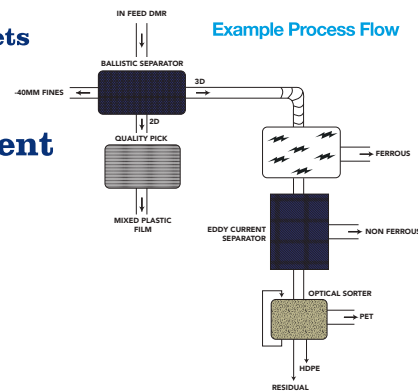 ets
ent
Example Process Flow
IN FEED DMR
BALLISTIC SEPARATOR
-40MM FINES
3D
2D
QUALITY PICK
MIXED PLASTIC
FILM
FERROUS
EDDY CURRENT
SEPARATOR
NON FERROUS
OPTICAL SORTER
PET
HDPE
RESIDUAL